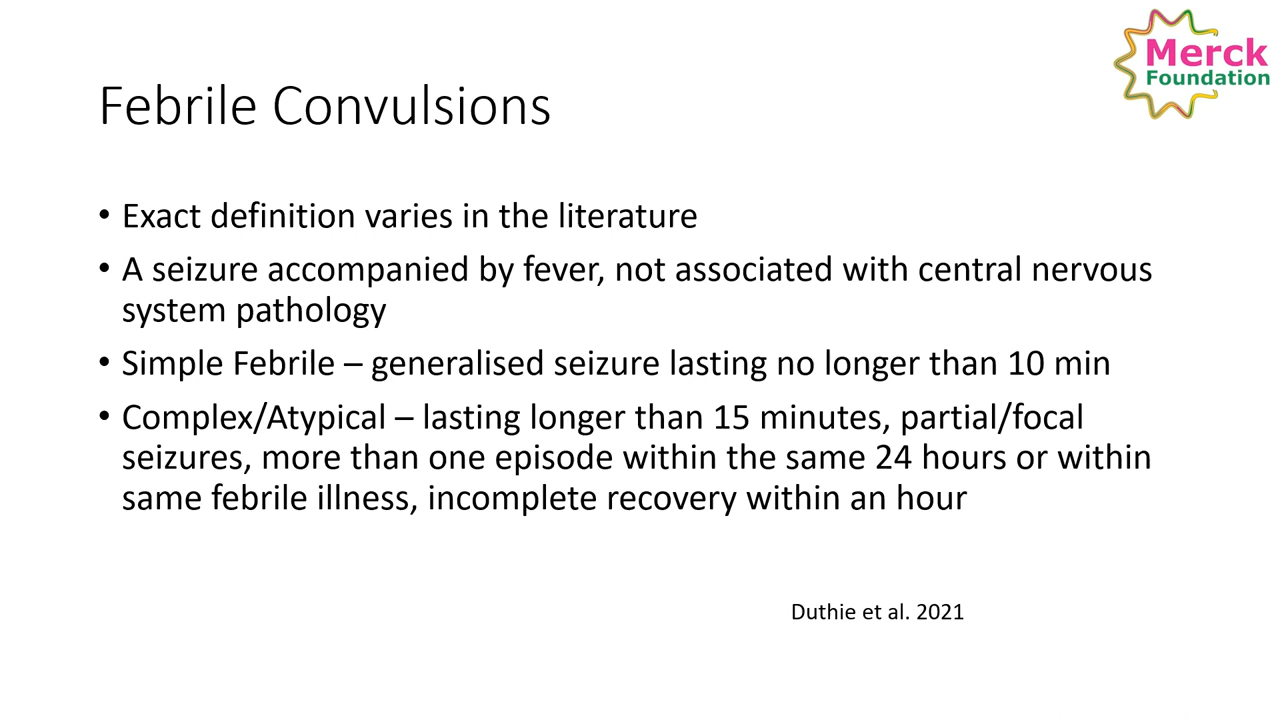 Merck
Foundation
Febrile Convulsions
• Exact definition varies in the literature
• A seizure accompanied by fever, not associated with central nervous
system pathology
• Simple Febrile – generalised seizure lasting no longer than 10 min
• Complex/Atypical – lasting longer than 15 minutes, partial/focal
seizures, more than one episode within the same 24 hours or within
same febrile illness, incomplete recovery within an hour
Duthie et al. 2021